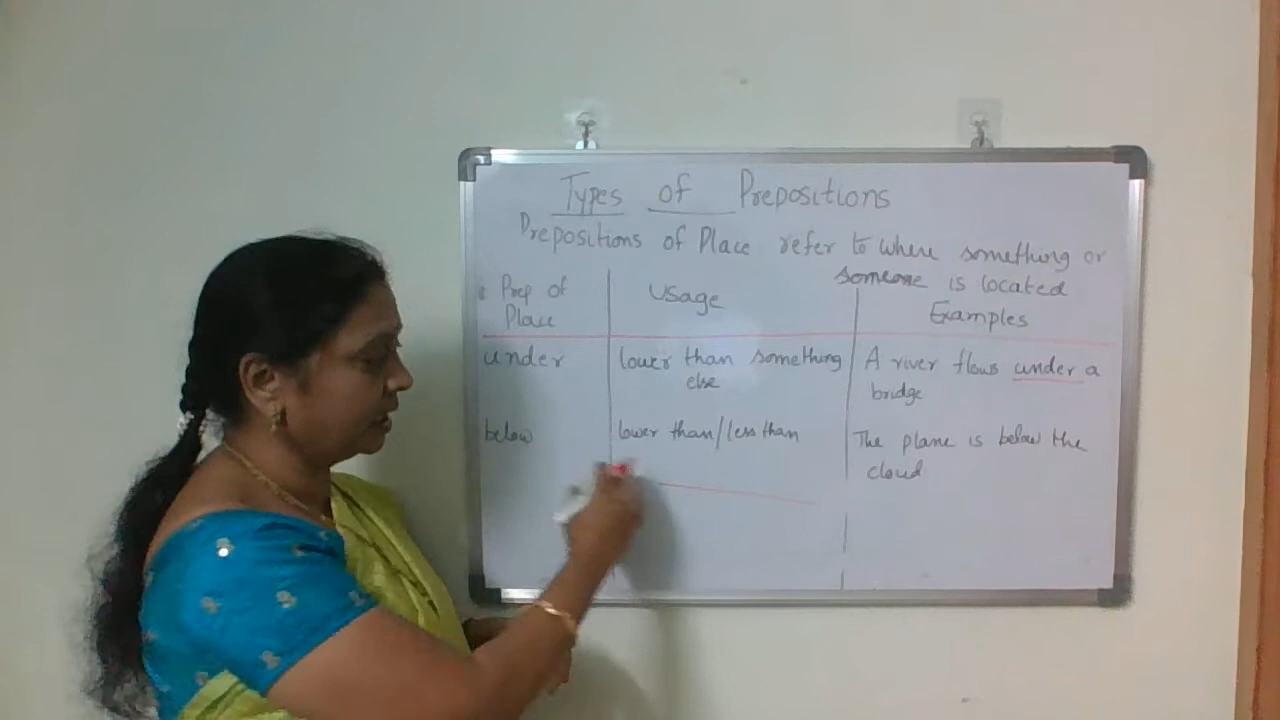 Types of Prepositions
Prepositions of Place refer to where something or
someone is located
Prep of Place
Usage
Examples
under
lower than something
else
A river flows under a
bridge
below
lower than/less than
The plane is below the
cloud